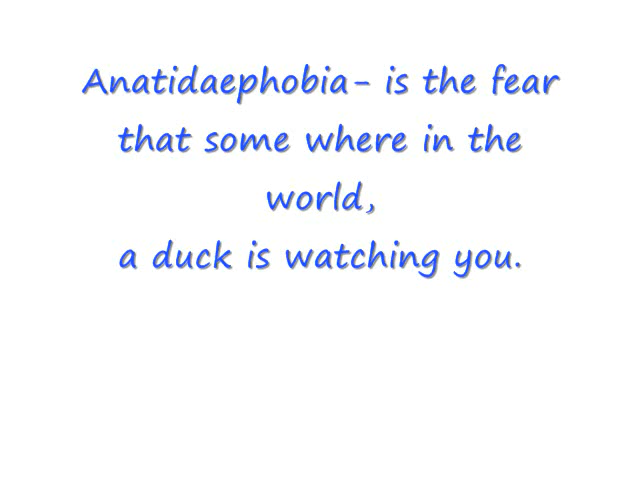 Anatidaephobia- is the fear
that some where in the
world,
a duck is watching you.